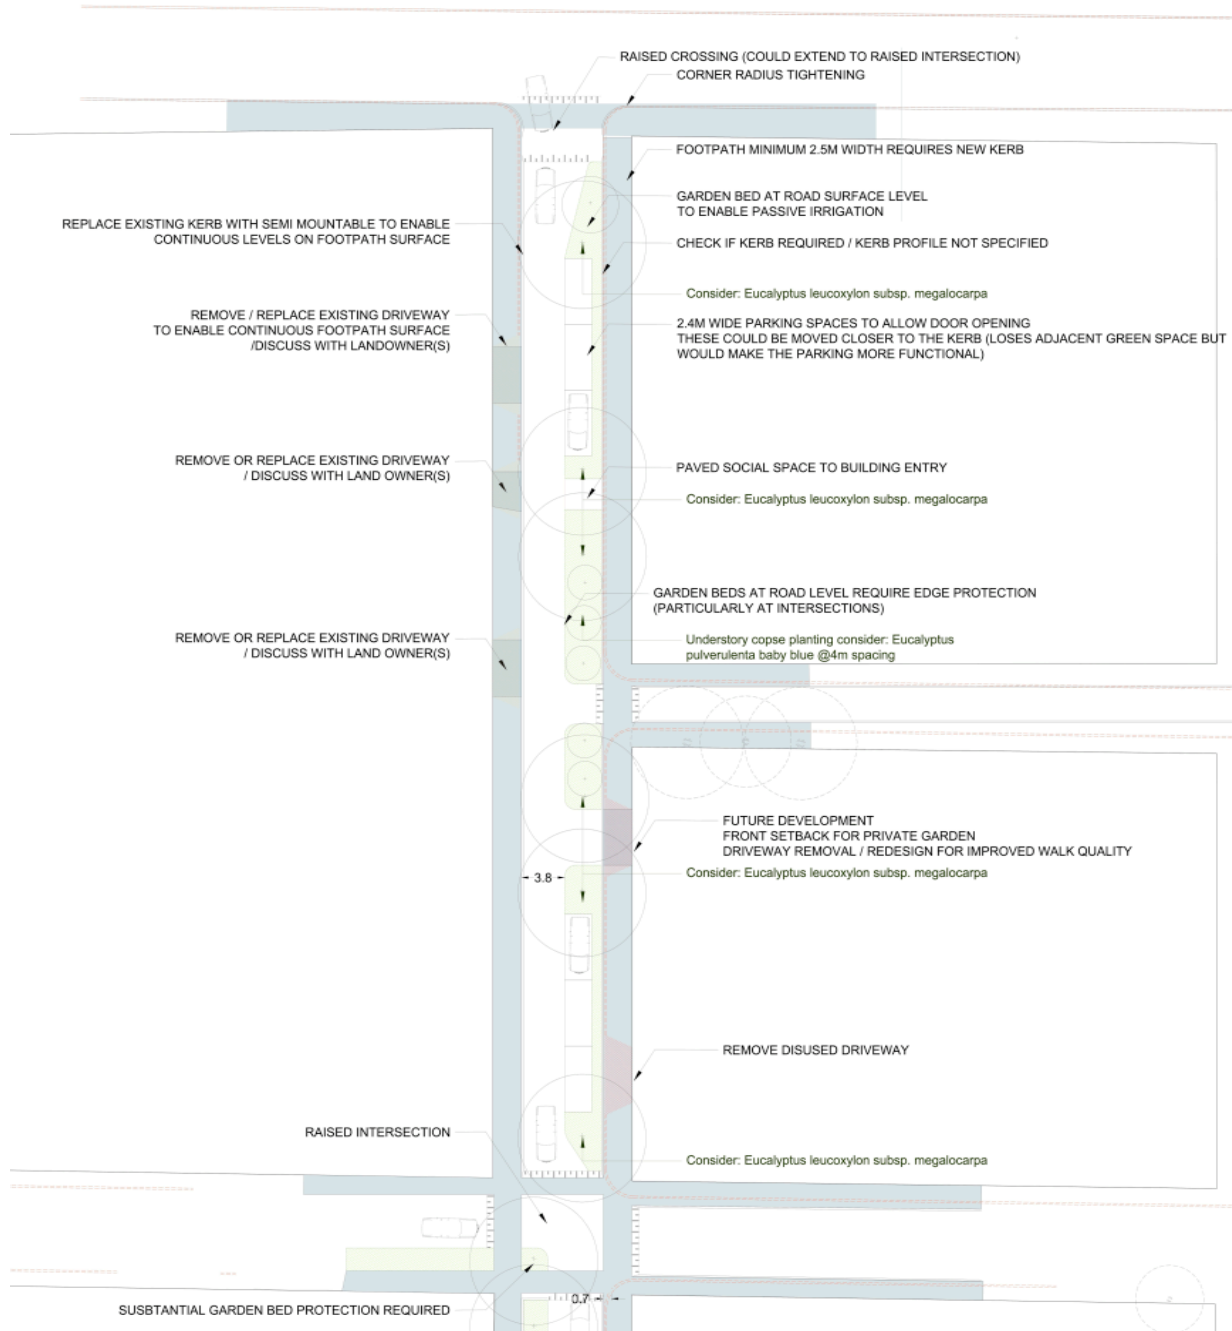 RAISED CROSSING (COULD EXTEND TO RAISED INTERSECTION)
CORNER RADIUS TIGHTENING
FOOTPATH MINIMUM 2.5M WIDTH REQUIRES NEW KERB
GARDEN BED AT ROAD SURFACE LEVEL
TO ENABLE PASSIVE IRRIGATION
REPLACE EXISTING KERB WITH SEMI MOUNTABLE TO ENABLE
CONTINUOUS LEVELS ON FOOTPATH SURFACE
CHECK IF KERB REQUIRED / KERB PROFILE NOT SPECIFIED
Consider: Eucalyptus leucoxylon subsp. megalocarpa
REMOVE / REPLACE EXISTING DRIVEWAY
TO ENABLE CONTINUOUS FOOTPATH SURFACE
/DISCUSS WITH LANDOWNER(S)
2.4M WIDE PARKING SPACES TO ALLOW DOOR OPENING
THESE COULD BE MOVED CLOSER TO THE KERB (LOSES ADJACENT GREEN SPACE BUT
WOULD MAKE THE PARKING MORE FUNCTIONAL)
REMOVE OR REPLACE EXISTING DRIVEWAY
/ DISCUSS WITH LAND OWNER(S)
PAVED SOCIAL SPACE TO BUILDING ENTRY
Consider: Eucalyptus leucoxylon subsp. megalocarpa
GARDEN BEDS AT ROAD LEVEL REQUIRE EDGE PROTECTION
(PARTICULARLY AT INTERSECTIONS)
REMOVE OR REPLACE EXISTING DRIVEWAY
/ DISCUSS WITH LAND OWNER(S)
Understory copse planting consider: Eucalyptus
pulverulenta baby blue @4m spacing
FUTURE DEVELOPMENT
FRONT SETBACK FOR PRIVATE GARDEN
DRIVEWAY REMOVAL / REDESIGN FOR IMPROVED WALK QUALITY
Consider: Eucalyptus leucoxylon subsp. megalocarpa
3.8
REMOVE DISUSED DRIVEWAY
RAISED INTERSECTION
Consider: Eucalyptus leucoxylon subsp. megalocarpa
SUSBTANTIAL GARDEN BED PROTECTION REQUIRED
0.7